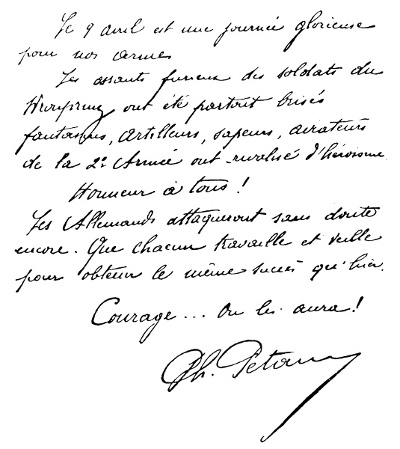 Le 9 avril est une journée glorieuse
pour nos armes
Les assauts furieux des soldats du
Kronprinz ont été partout brisés
fantassins, artilleurs, sapeurs, aviateurs
de la 2e Armée ont rivalisé d'héroïsme.
Honneur à tous !
Les Allemands attaqueront sans doute
encore. Que chacun travaille et veille
pour obtenir le même succès qu'hier.
Courage... On les aura !
Ph. Pétain